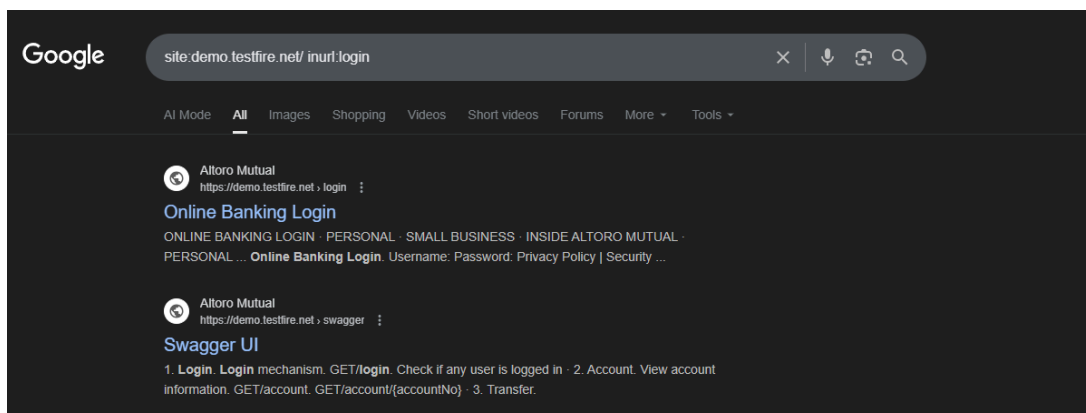 Google
site:demo.testfire.net/ inurl:login
AI Mode All Images Shopping Videos Short videos Forums More Tools
Altoro Mutual
https://demo.testfire.net › login
Online Banking Login
ONLINE BANKING LOGIN · PERSONAL · SMALL BUSINESS · INSIDE ALTORO MUTUAL ·
PERSONAL ... Online Banking Login. Username: Password: Privacy Policy | Security ...
Altoro Mutual
https://demo.testfire.net › swagger
Swagger UI
1. Login. Login mechanism. GET/login. Check if any user is logged in · 2. Account. View account
information. GET/account. GET/account/{accountNo} · 3. Transfer.